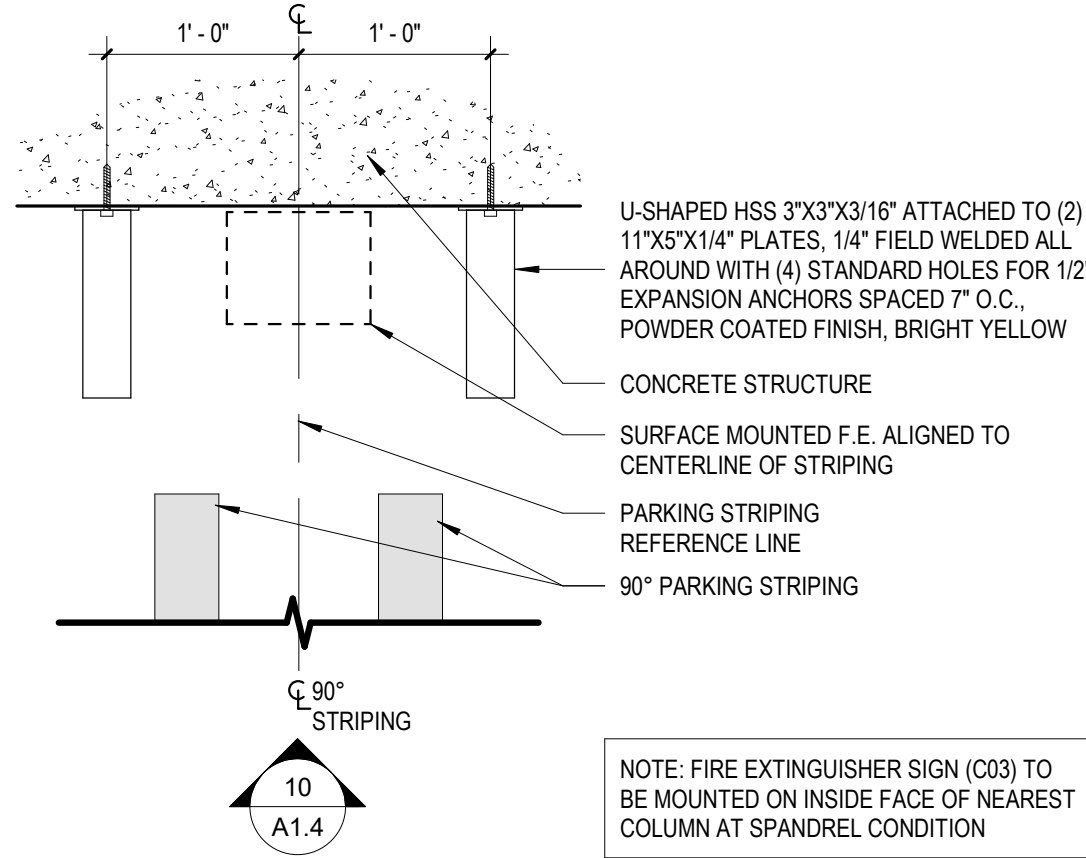 ℄
1' - 0" 1' - 0"
U-SHAPED HSS 3"X3"X3/16" ATTACHED TO (2)
11"X5"X1/4" PLATES, 1/4" FIELD WELDED ALL
AROUND WITH (4) STANDARD HOLES FOR 1/2"
EXPANSION ANCHORS SPACED 7" O.C.,
POWDER COATED FINISH, BRIGHT YELLOW
CONCRETE STRUCTURE
SURFACE MOUNTED F.E. ALIGNED TO
CENTERLINE OF STRIPING
PARKING STRIPING
REFERENCE LINE
90° PARKING STRIPING
℄ 90°
STRIPING
10
A1.4
NOTE: FIRE EXTINGUISHER SIGN (C03) TO
BE MOUNTED ON INSIDE FACE OF NEAREST
COLUMN AT SPANDREL CONDITION